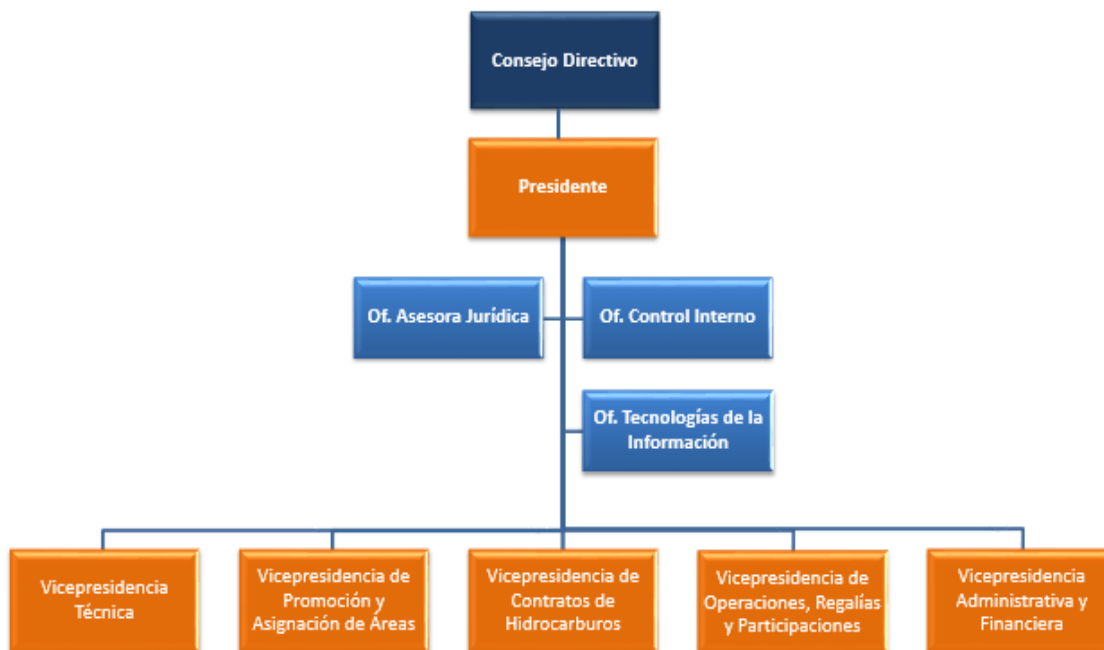 Consejo Directivo
Presidente
Of. Asesora Jurídica
Of. Control Interno
Of. Tecnologías de la
Información
Vicepresidencia
Técnica
Vicepresidencia de
Promoción y
Asignación de Áreas
Vicepresidencia de
Contratos de
Hidrocarburos
Vicepresidencia de
Operaciones, Regalías
y Participaciones
Vicepresidencia
Administrativa y
Financiera